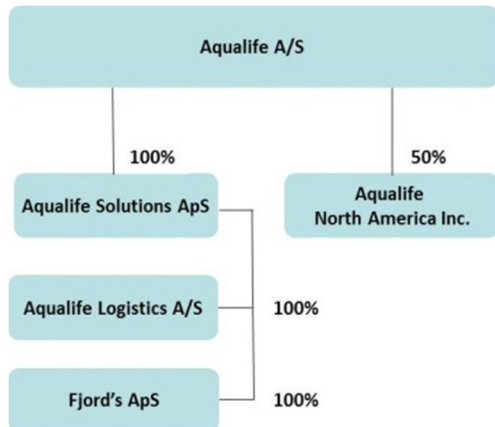 Aqualife A/S
100%
50%
Aqualife Solutions ApS
Aqualife
North America Inc.
Aqualife Logistics A/S
100%
Fjord's ApS
100%